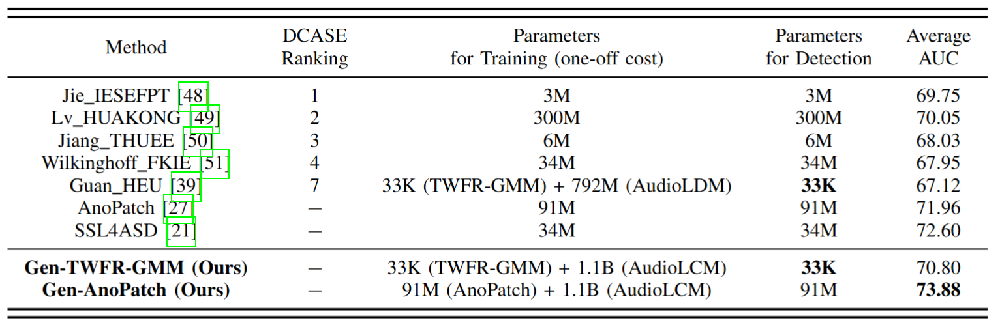 Method DCASE Ranking Parameters for Training (one-off cost) Parameters for Detection Average AUC
Jie_IESEFPT [48] 1 3M 3M 69.75
Lv_HUAKONG [49] 2 300M 300M 70.05
Jiang_THUEE [50] 3 6M 6M 68.03
Wilkinghoff_FKIE [51] 4 34M 34M 67.95
Guan_HEU [39] 7 33K (TWFR-GMM) + 792M (AudioLDM) 33K 67.12
AnoPatch [27] — 91M 91M 71.96
SSL4ASD [21] — 34M 34M 72.60
Gen-TWFR-GMM (Ours) — 33K (TWFR-GMM) + 1.1B (AudioLCM) 33K 70.80
Gen-AnoPatch (Ours) — 91M (AnoPatch) + 1.1B (AudioLCM) 91M 73.88